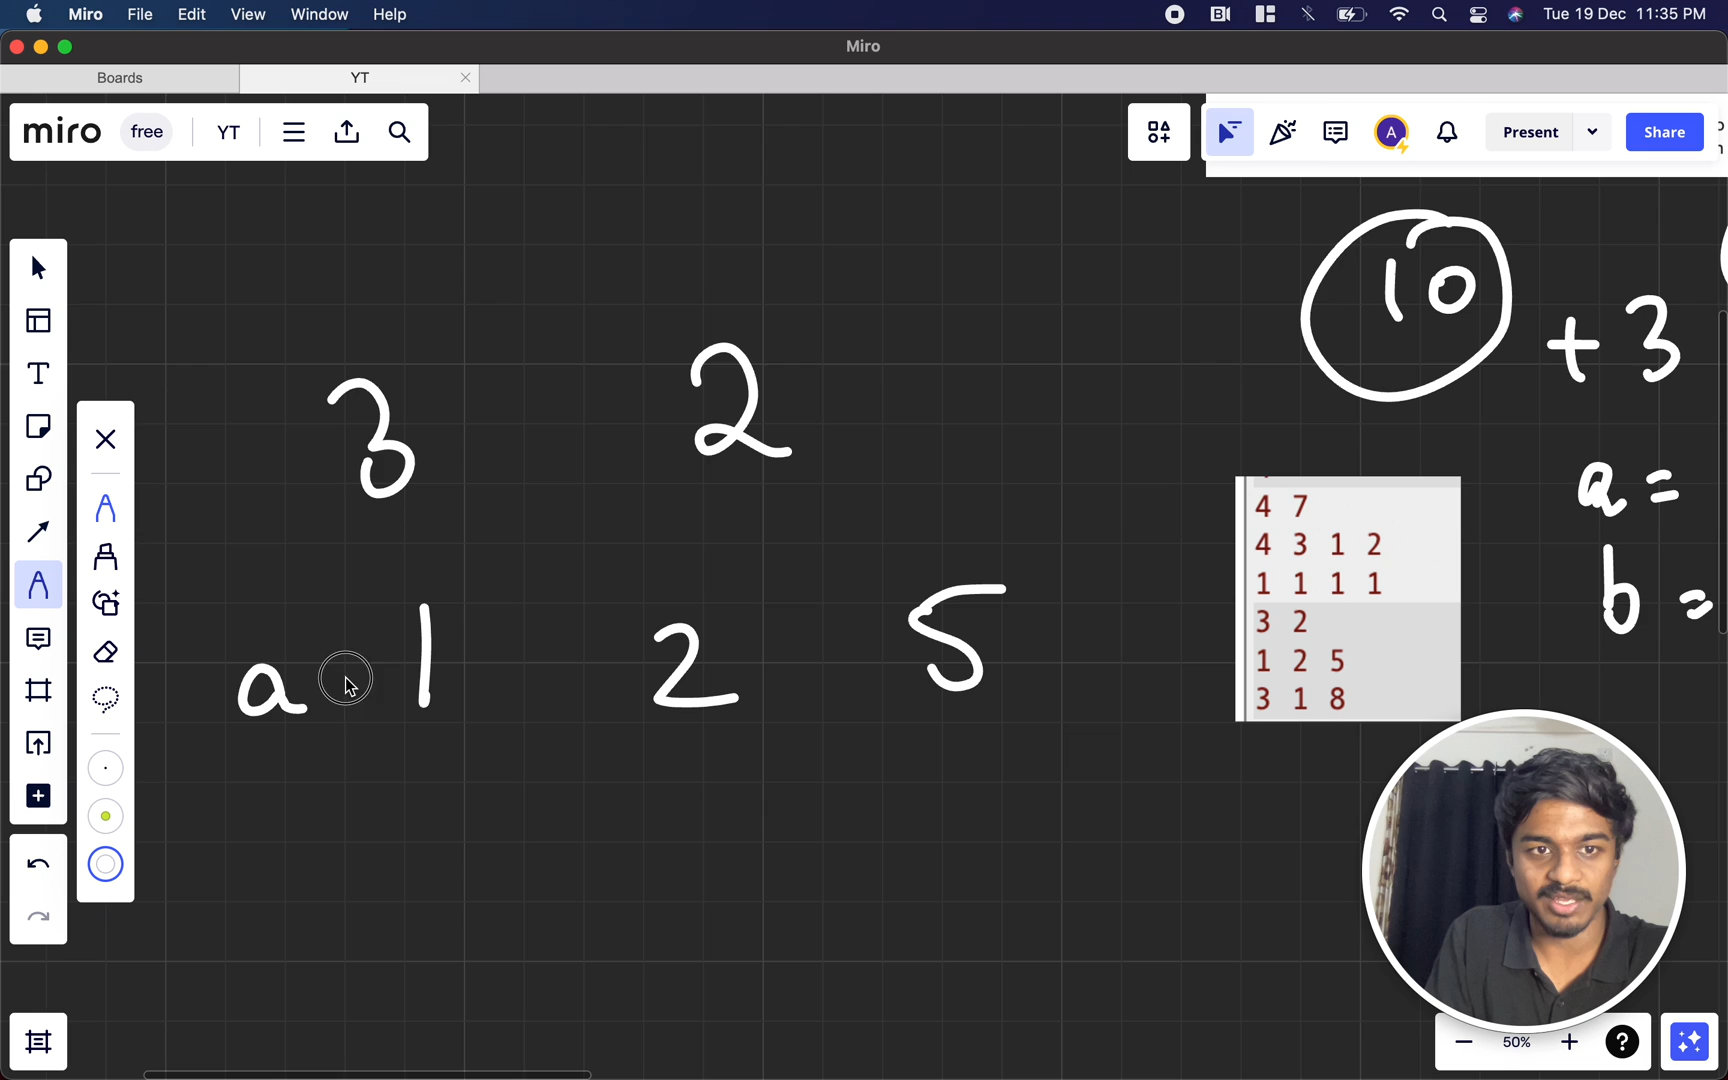 Miro File Edit View Window Help
Tue 19 Dec 11:35 PM
Miro
Boards
YT
miro free YT
A
Present
Share
10 + 3
3 2
a 1 2 5
4 7
4 3 1 2
1 1 1 1
3 2
1 2 5
3 1 8
a =
b =
50%